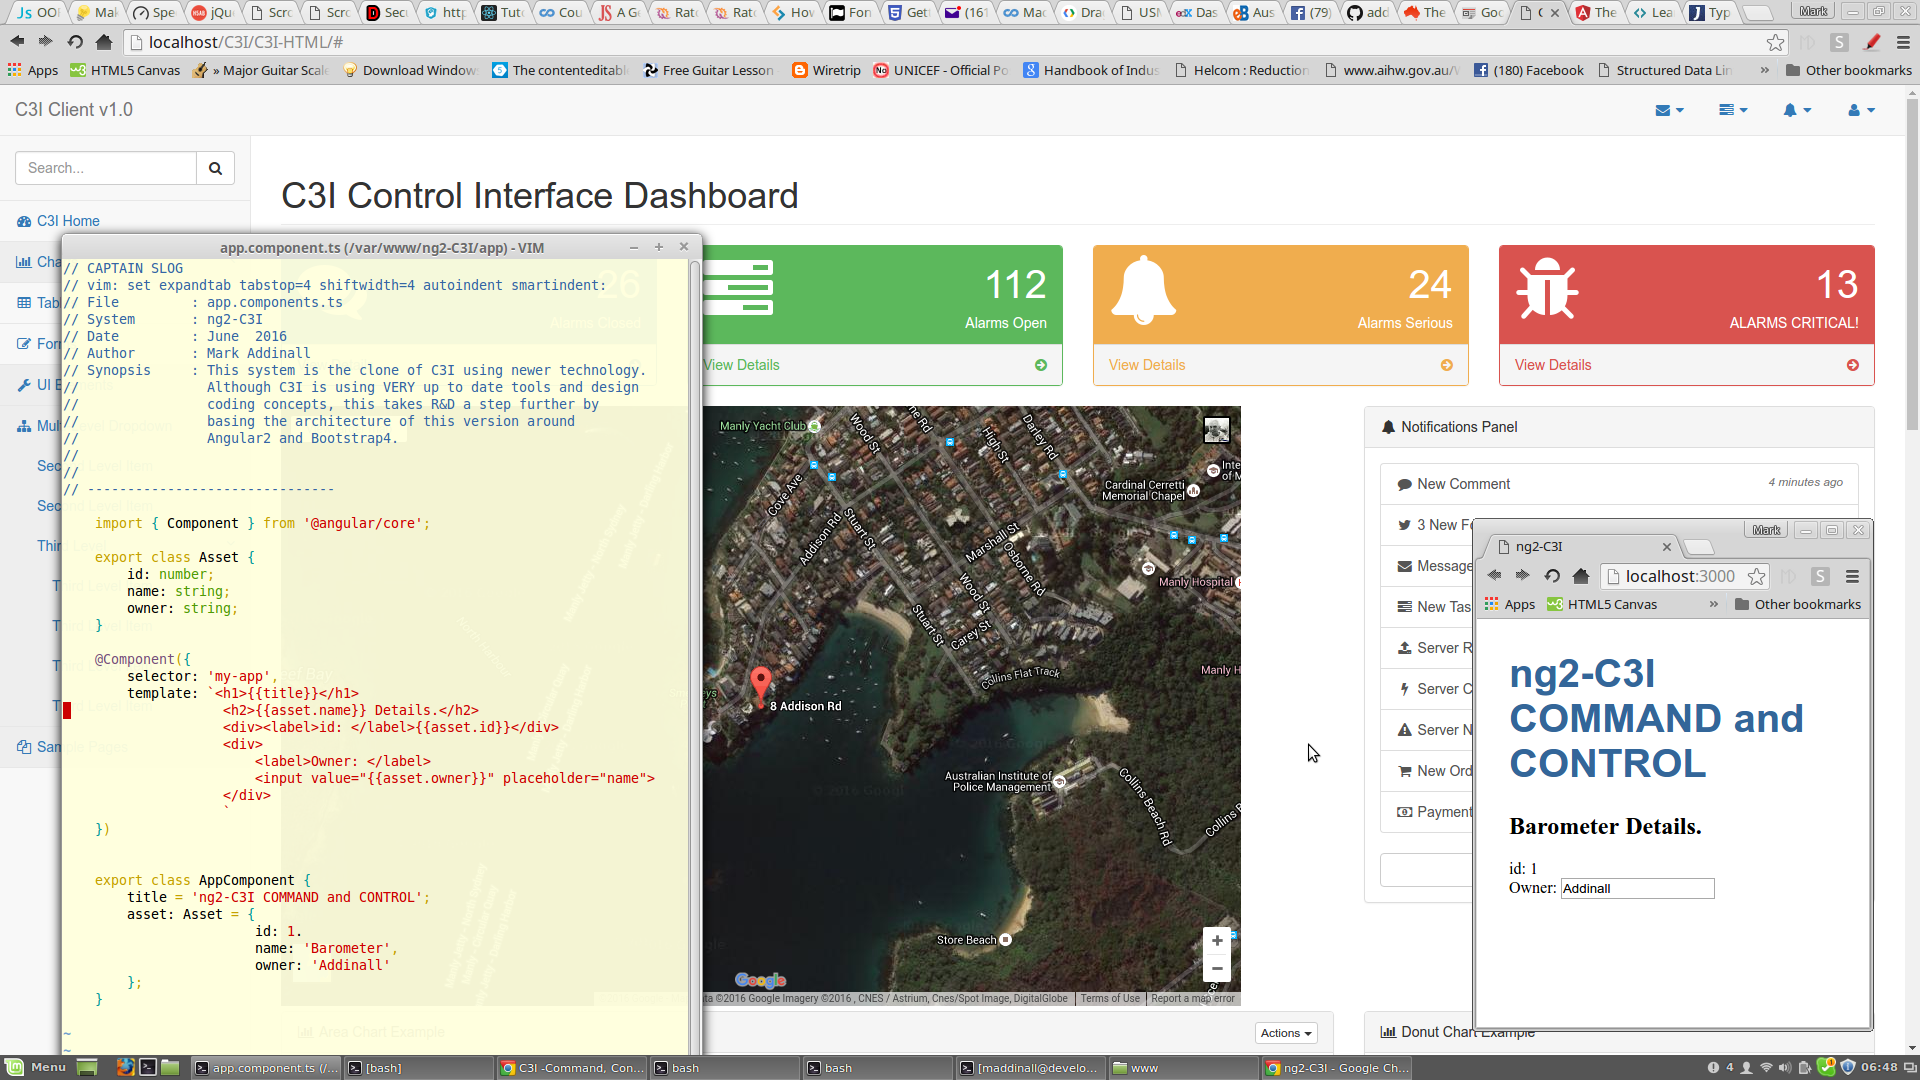 OOI
Mak
Spe
jQu
Scro
Scro
Secu
http
Tuto
Cou
A Ge
Rato
Rato
How
Fon
Gett
(161
Mac
Drac
USM
Das
Aus
(79)
add
The
Goo
C
The
Lea
Typ
Mark
localhost/C3I/C3I-HTML/#
Apps
HTML5 Canvas
» Major Guitar Scale
Download Window
The contenteditabl
Free Guitar Lesson
Wiretrip
UNICEF - Official Po
Handbook of Indus
Helcom : Reduction
www.aihw.gov.au/
(180) Facebook
Structured Data Lin
»
Other bookmarks
C3I Client v1.0
Search...
C3I Home
C3I Control Interface Dashboard
Cha
Tab
For
UI E
Mul
Sec
Sec
Third
Sam
26
Alarms Closed
112
Alarms Open
View Details
24
Alarms Serious
View Details
13
ALARMS CRITICAL!
View Details
app.component.ts (/var/www/ng2-C3I/app) - VIM
// CAPTAIN SLOG
// vim: set expandtab tabstop=4 shiftwidth=4 autoindent smartindent:
// File : app.components.ts
// System : ng2-C3I
// Date : June 2016
// Author : Mark Addinall
// Synopsis : This system is the clone of C3I using newer technology.
// Although C3I is using VERY up to date tools and design
// coding concepts, this takes R&D a step further by
// basing the architecture of this version around
// Angular2 and Bootstrap4.
//
//
// -------------------------------
import { Component } from '@angular/core';
export class Asset {
id: number;
name: string;
owner: string;
}
@Component({
selector: 'my-app',
template: `<h1>{{title}}</h1>
<h2>{{asset.name}} Details.</h2>
<div><label>id: </label>{{asset.id}}</div>
<div>
<label>Owner: </label>
<input value="{{asset.owner}}" placeholder="name">
</div>
`
})
export class AppComponent {
title = 'ng2-C3I COMMAND and CONTROL';
asset: Asset = {
id: 1.
name: 'Barometer',
owner: 'Addinall'
};
}
~
~
Area Chart Example
Manly Yacht Club
Wood St
High St
Darley Rd
Cove Ave
Addison Rd
Stuart St
Marshall St
Osborne Rd
Wood St
Stuart St
Carey St
Cardinal Cerretti
Memorial Chapel
Inte
of M
Manly Hospital
Manly H
Collins Flat Track
8 Addison Rd
Australian Institute of
Police Management
Collins Beach Rd
Collins
Store Beach
Google
+
−
©2016 Google Imagery ©2016 , CNES / Astrium, Cnes/Spot Image, DigitalGlobe
Terms of Use
Report a map error
Actions
Notifications Panel
New Comment
4 minutes ago
3 New Fo
Message
New Tas
Server R
Server C
Server N
New Ord
Payment
Donut Chart Example
Mark
ng2-C3I
localhost:3000
Apps
HTML5 Canvas
»
Other bookmarks
ng2-C3I
COMMAND and
CONTROL
Barometer Details.
id: 1
Owner: Addinall
Menu
app.component.ts (/...
[bash]
C3I -Command, Con...
bash
bash
[maddinall@develo...
www
ng2-C3I - Google Ch...
4
06:48